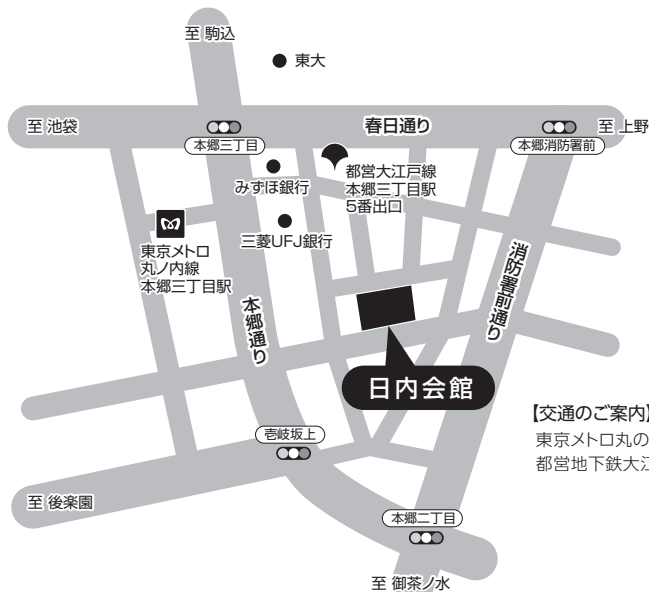 至 駒込
東大
至 池袋
春日通り
至 上野
本郷三丁目
本郷消防署前
みずほ銀行
都営大江戸線
本郷三丁目駅
5番出口
三菱UFJ銀行
東京メトロ
丸ノ内線
本郷三丁目駅
消防署前通り
本郷通り
日内会館
【交通のご案内】
東京メトロ丸の
都営地下鉄大江
壱岐坂上
至 後楽園
本郷二丁目
至 御茶ノ水